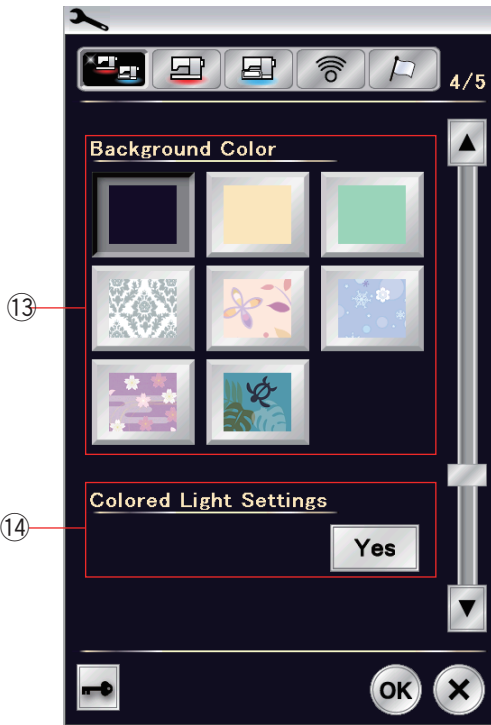 4/5
Background Color
⑬
Colored Light Settings
⑭
Yes
OK